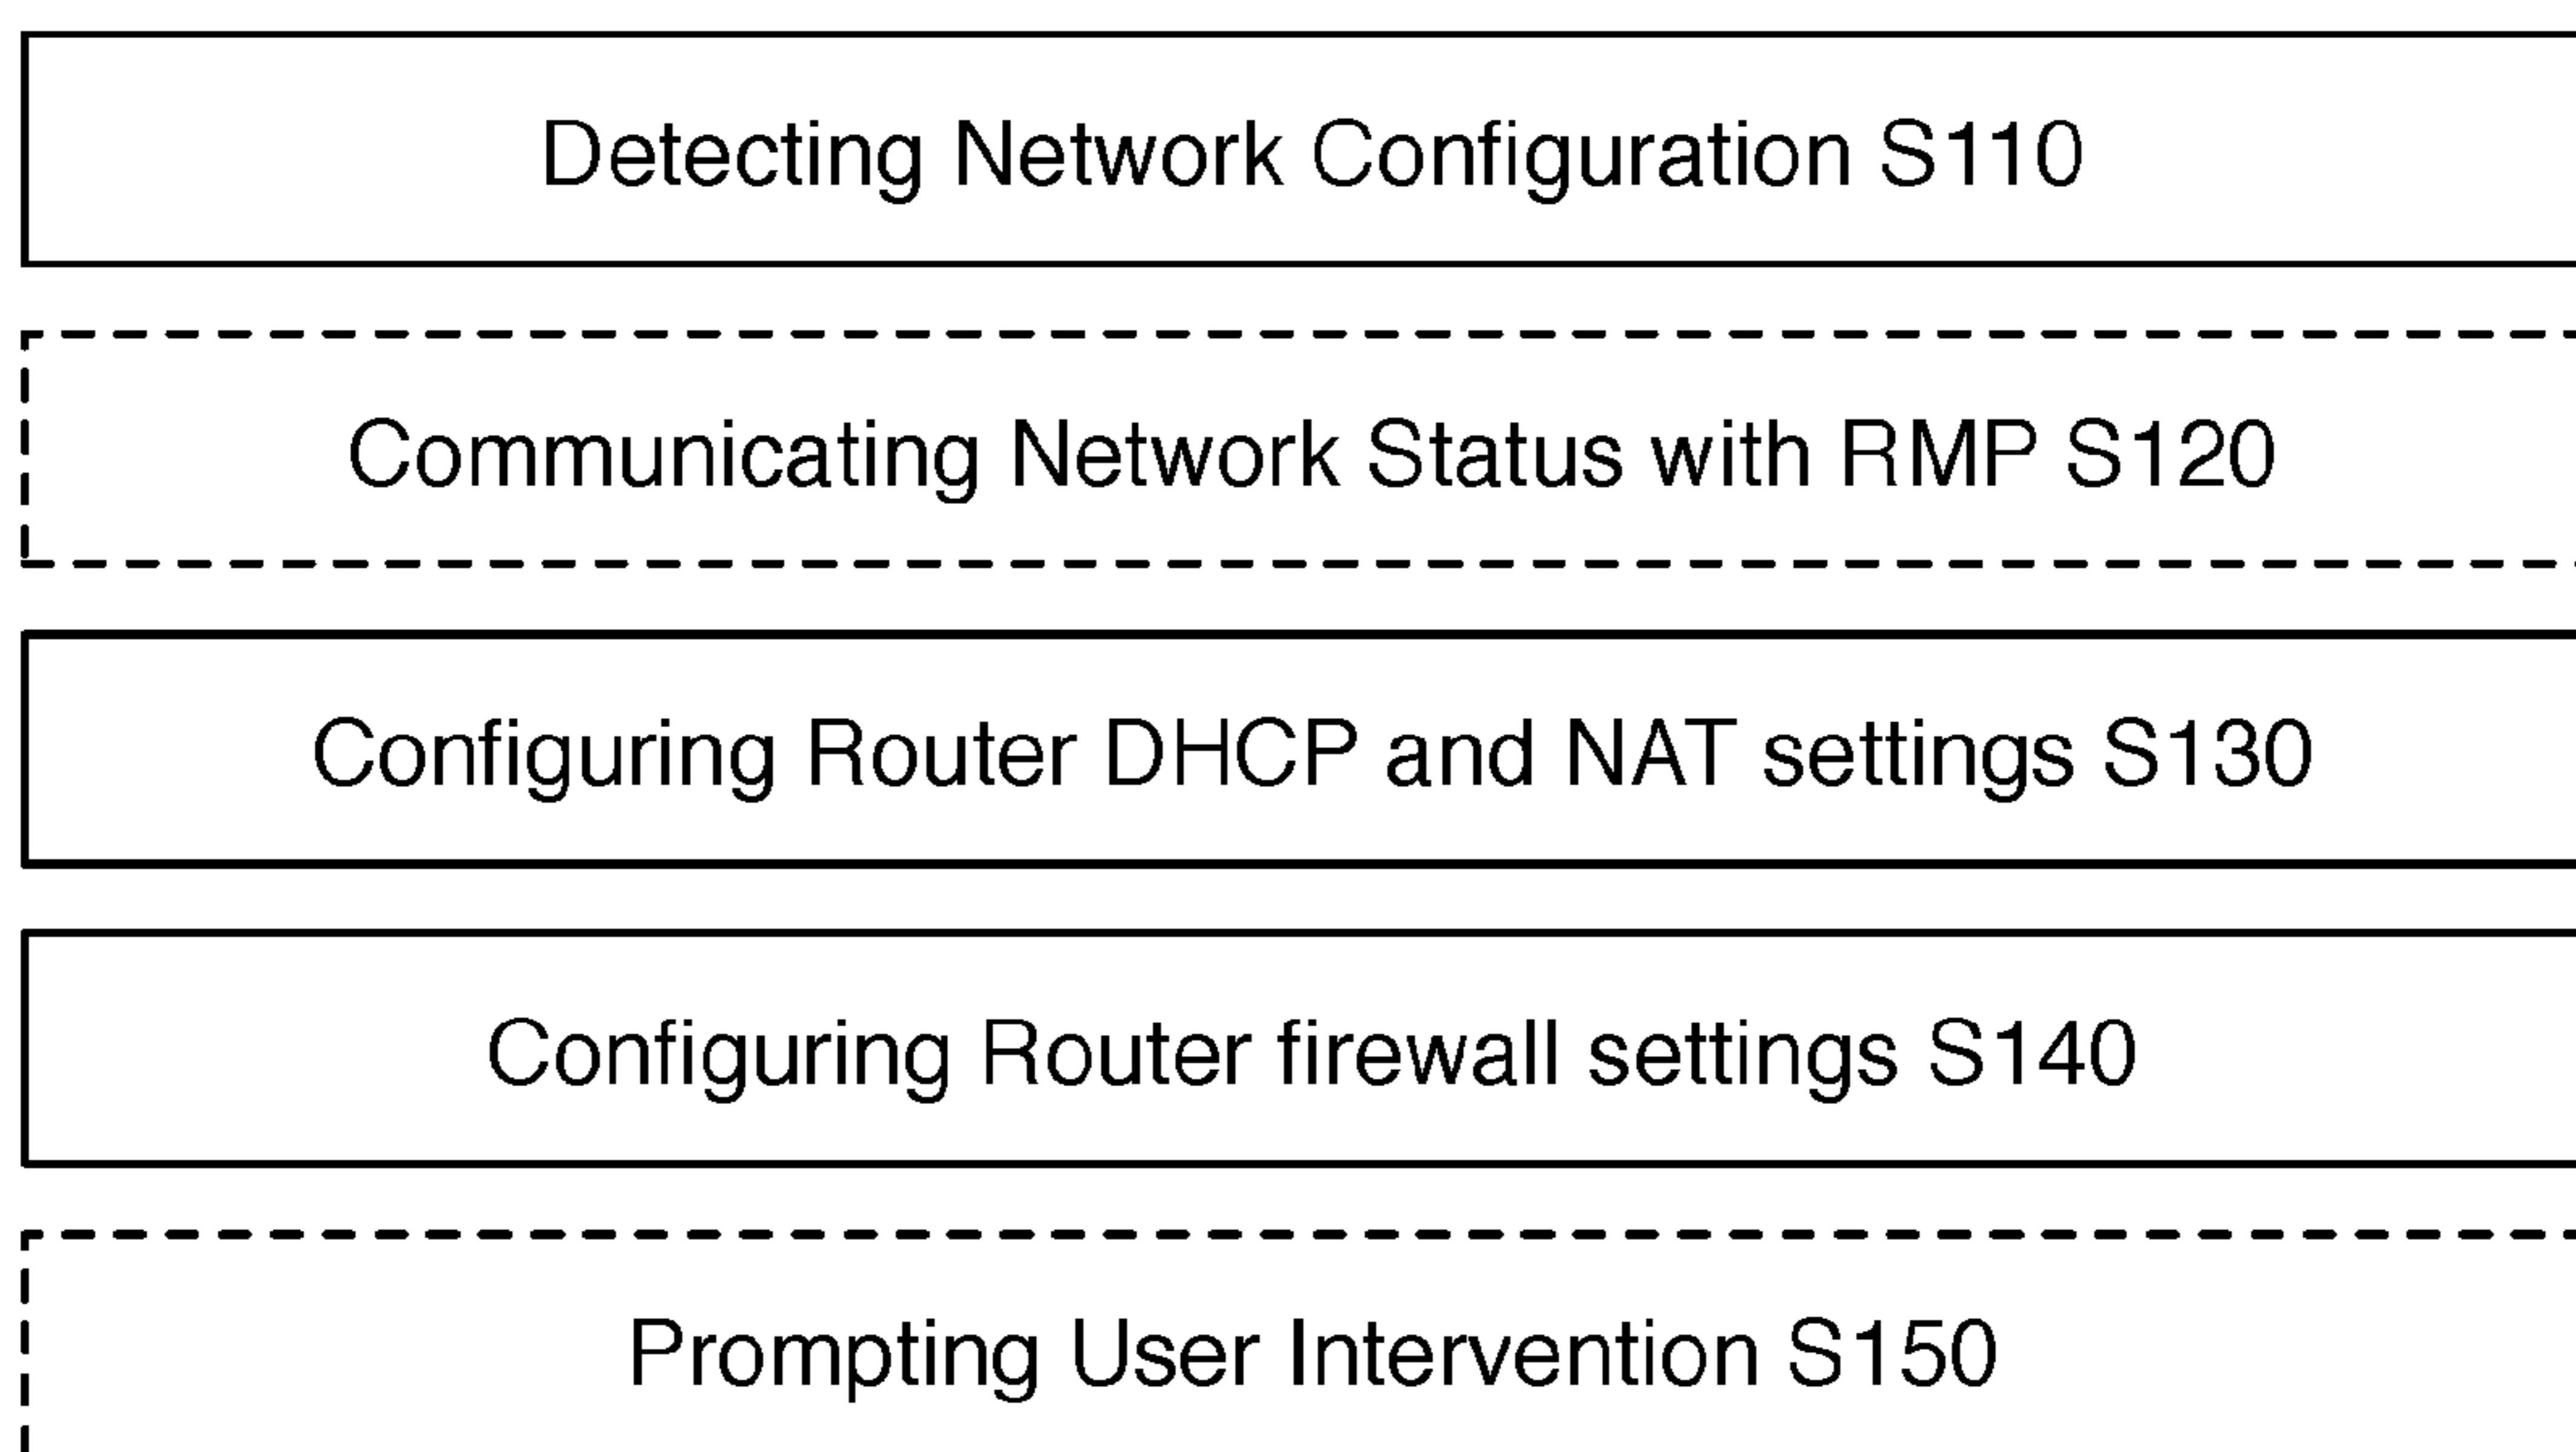 Detecting Network Configuration S110
Communicating Network Status with RMP S120
Configuring Router DHCP and NAT settings S130
Configuring Router firewall settings S140
Prompting User Intervention S150